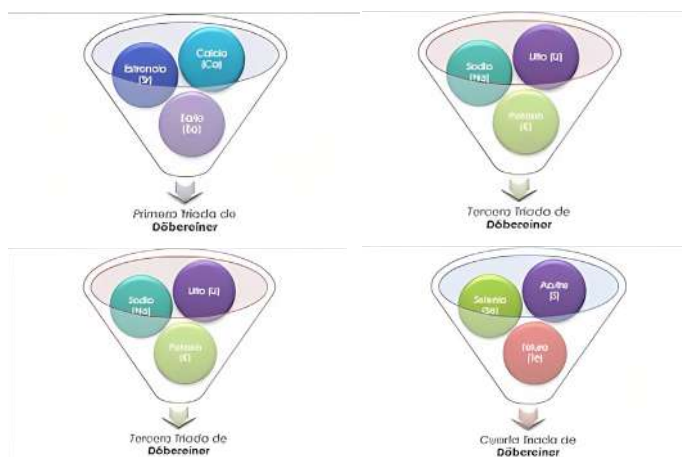 Calcio
(Ca)
Estroncio
(Sr)
Bario
(Ba)
Primera Triada de
Döbereiner
Litio (Li)
Sodio
(Na)
Potasio
(K)
Tercera Triada de
Döbereiner
Litio (Li)
Sodio
(Na)
Potasio
(K)
Tercera Triada de
Döbereiner
Azufre
(S)
Selenio
(Se)
Teluro
(Te)
Cuarta Triada de
Döbereiner